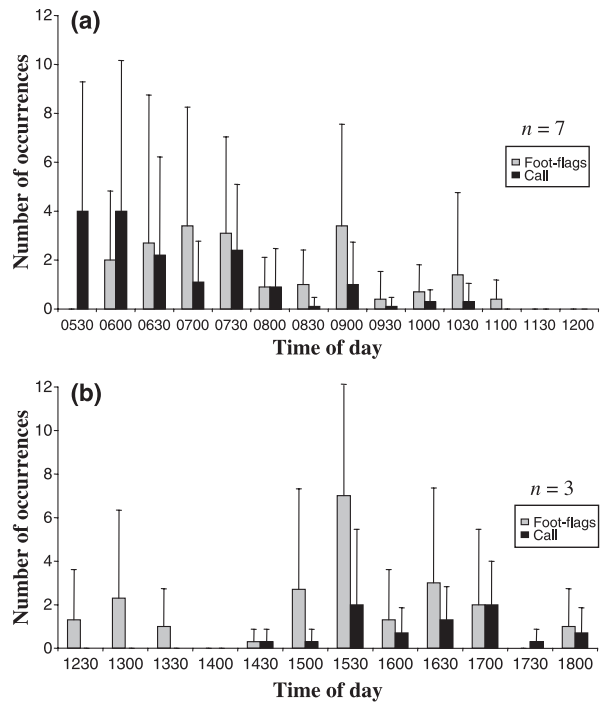 (a)
12
10
8
6
4
2
0
Number of occurrences
n = 7
Foot-flags
Call
0530 0600 0630 0700 0730 0800 0830 0900 0930 1000 1030 1100 1130 1200
Time of day
(b)
12
10
8
6
4
2
0
Number of occurrences
n = 3
Foot-flags
Call
1230 1300 1330 1400 1430 1500 1530 1600 1630 1700 1730 1800
Time of day